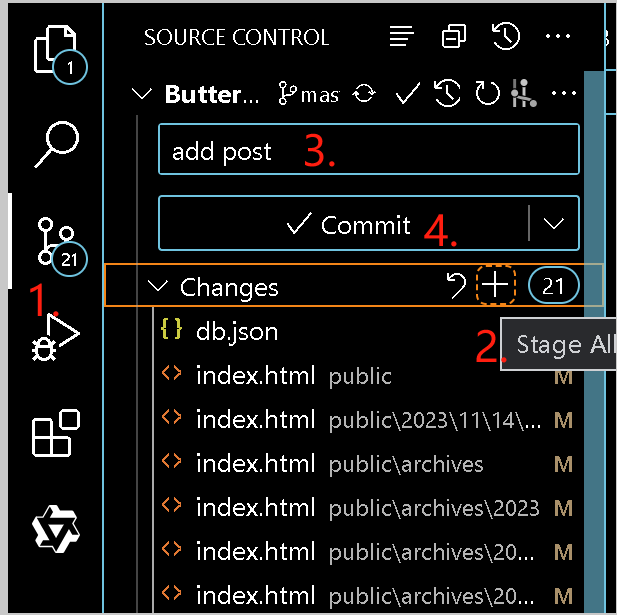 SOURCE CONTROL
1
Butter... mas
add post 3.
Commit 4.
21
1.
Changes 21
2. Stage All
{} db.json
<> index.html public M
<> index.html public\2023\11\14\... M
<> index.html public\archives M
<> index.html public\archives\2023 M
<> index.html public\archives\20... M
<> index.html public\archives\20... M